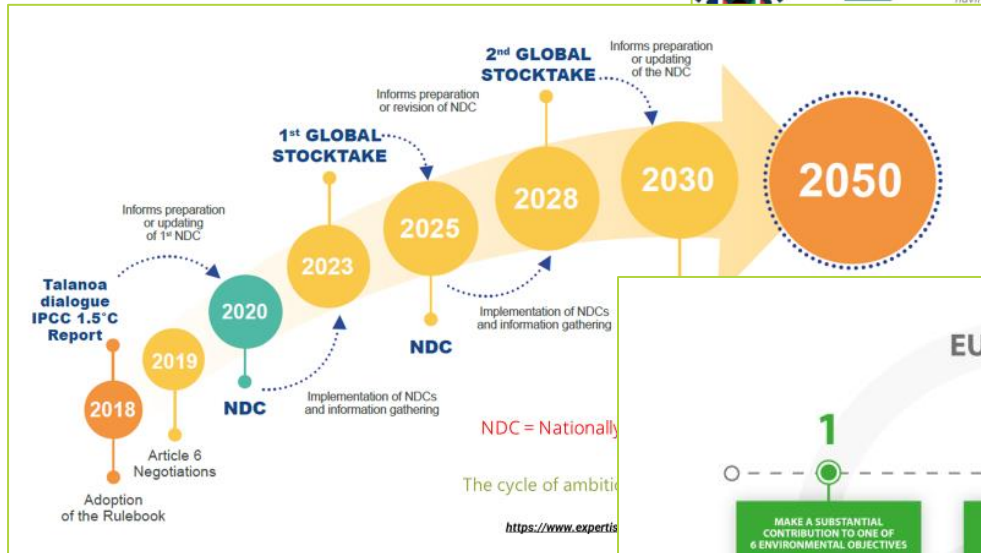 2nd GLOBAL
STOCKTAKE
Informs preparation
or updating
of the NDC
Informs preparation
or revision of NDC
1st GLOBAL
STOCKTAKE
2050
2030
2028
2025
2023
Informs preparation
or updating
of 1st NDC
Talanoa
dialogue
IPCC 1.5°C
Report
2020
2019
2018
NDC
Implementation of NDCs
and information gathering
NDC
Implementation of NDCs
and information gathering
Article 6
Negotiations
Adoption
of the Rulebook
NDC = Nationally
The cycle of
https://www.
EU
1
MAKE A SUBSTANTIAL
CONTRIBUTION TO ONE OF
6 ENVIRONMENTAL OBJECTIVES